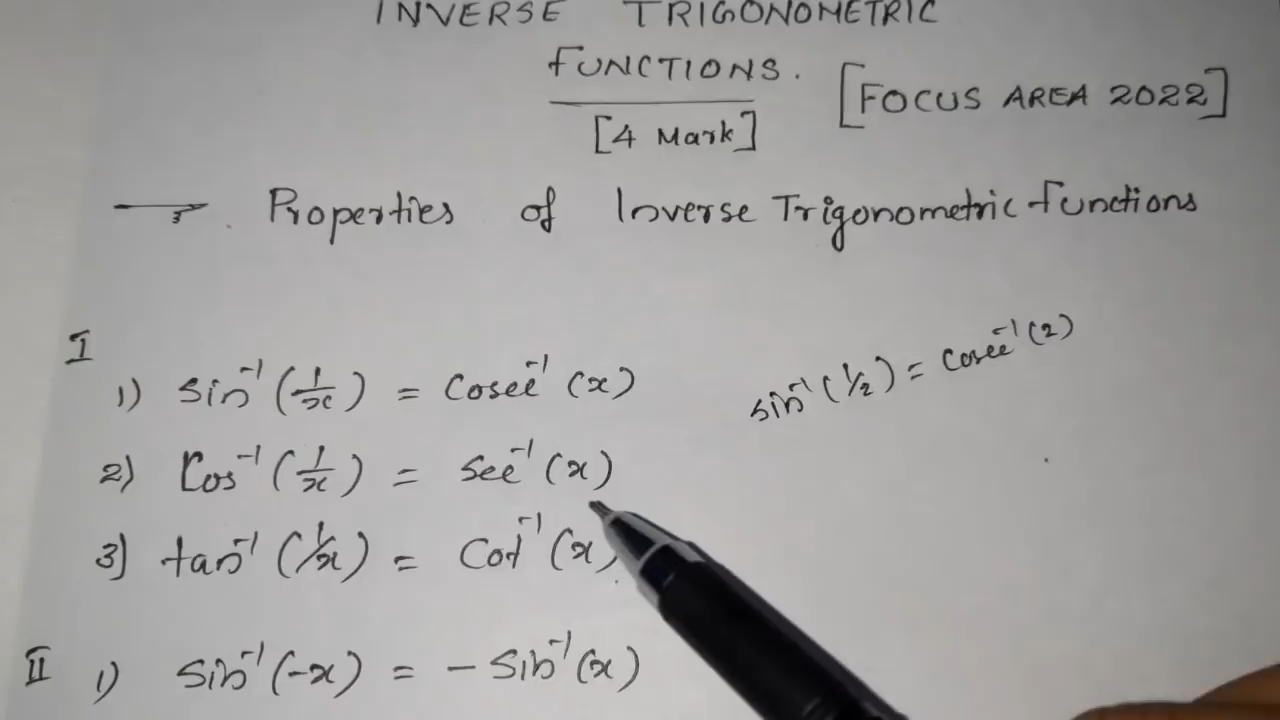 INVERSE TRIGONOMETRIC
FUNCTIONS. [FOCUS AREA 2022]
[4 Mark]
→ Properties of Inverse Trigonometric functions
I
1) Sin⁻¹(1/x) = Cosec⁻¹(x)
sin⁻¹(1/2) = Cosec⁻¹(2)
2) Cos⁻¹(1/x) = Sec⁻¹(x)
3) tan⁻¹(1/x) = Cot⁻¹(x)
II 1) Sin⁻¹(-x) = - Sin⁻¹(x)